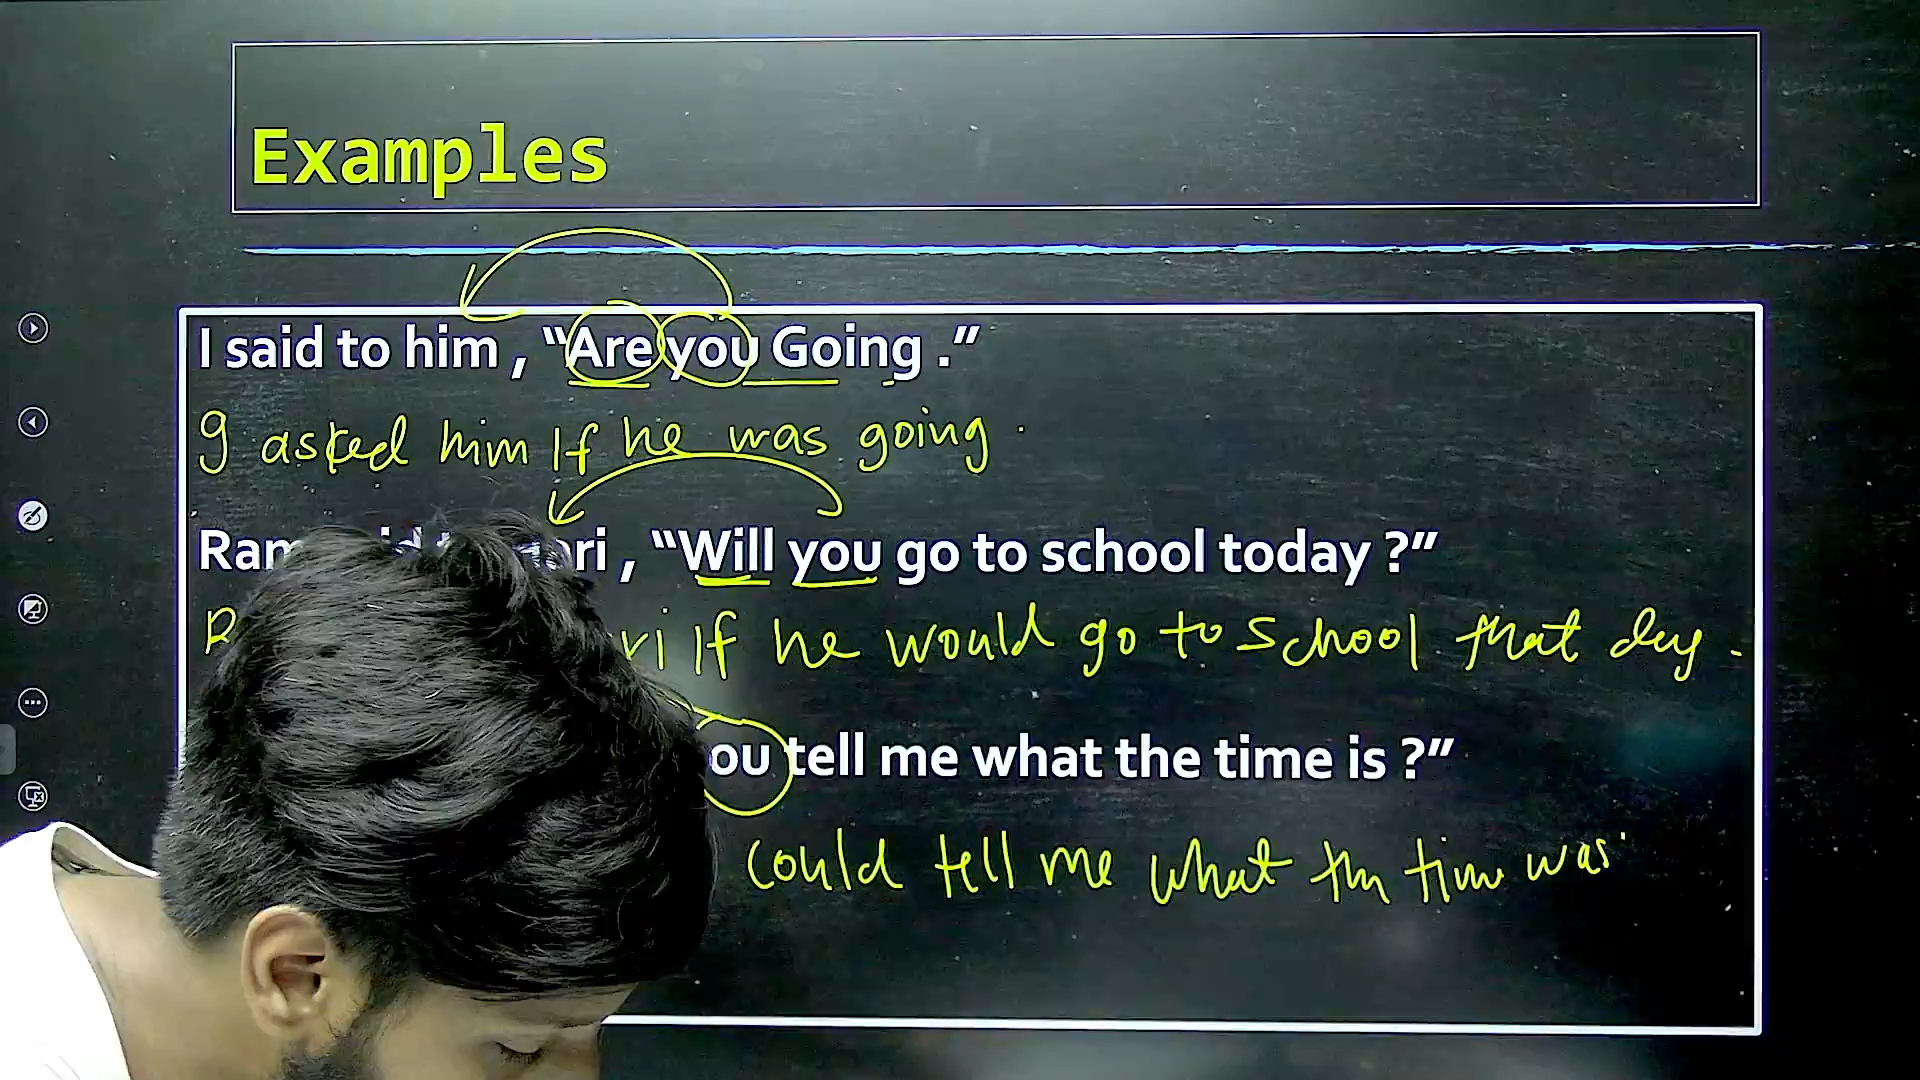 Examples
I said to him , “Are you Going .”
I asked him If he was going .
Ram , “Will you go to school today ?”
If he would go to school that day .
tell me what the time is ?”
could tell me what the time was